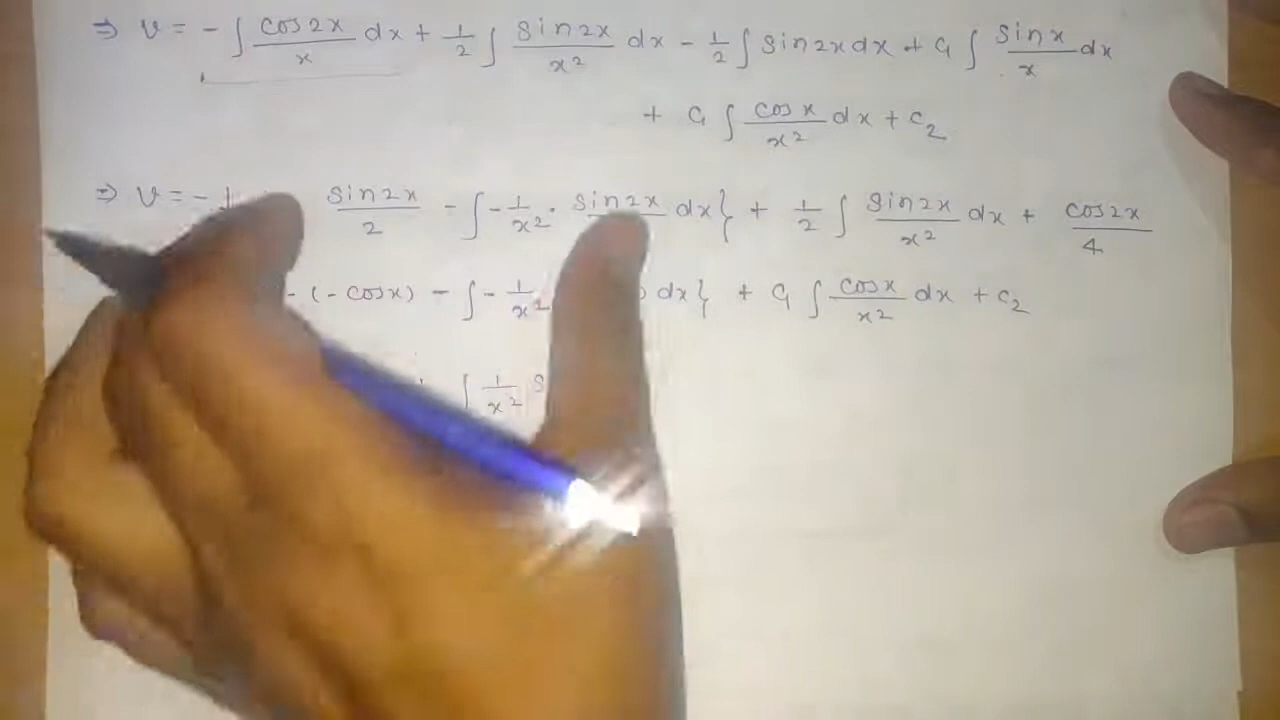 ⇒ v = - ∫ cos2x/x dx + 1/2 ∫ sin2x/x² dx - 1/2 ∫ sin2x dx + c₁ ∫ sinx/x dx
+ c₁ ∫ cosx/x² dx + c₂
⇒ v = - 1 sin2x/2 - ∫ -1/x² · sin2x dx} + 1/2 ∫ sin2x/x² dx + cos2x/4
(-cosx) - ∫ -1/x² ) dx} + c₁ ∫ cosx/x² dx + c₂
∫ 1/x² s